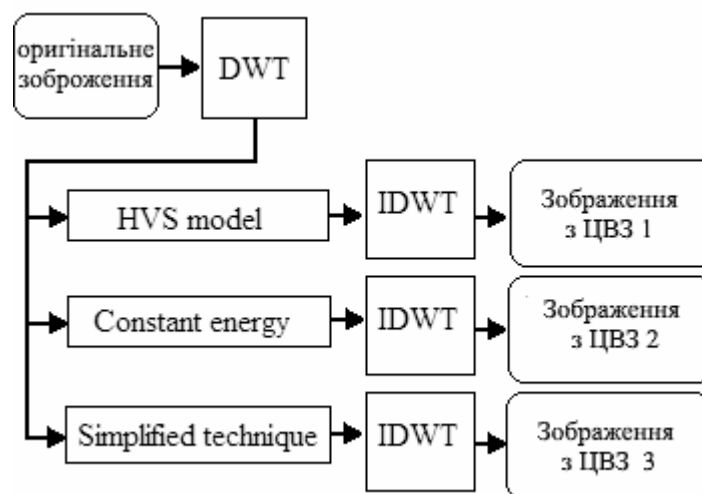 оригінальне
зоброження
DWT
HVS model
IDWT
Зображення
з ЦВЗ 1
Constant energy
IDWT
Зображення
з ЦВЗ 2
Simplified technique
IDWT
Зображення
з ЦВЗ 3